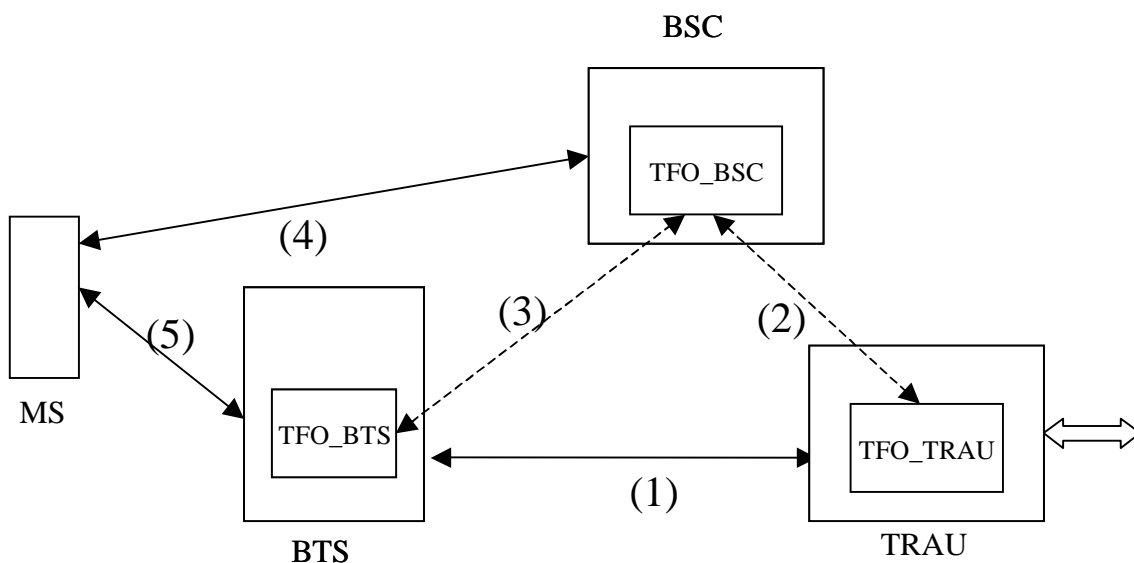 BSC
TFO_BSC
(4)
(3)
(2)
(5)
MS
TFO_BTS
TFO_TRAU
(1)
BTS
TRAU